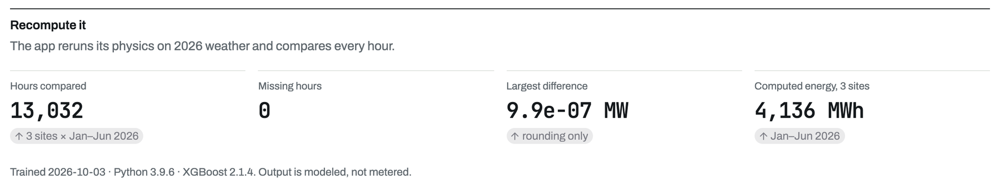 Recompute it
The app reruns its physics on 2026 weather and compares every hour.
Hours compared
13,032
↑ 3 sites × Jan–Jun 2026
Missing hours
0
Largest difference
9.9e-07 MW
↑ rounding only
Computed energy, 3 sites
4,136 MWh
↑ Jan–Jun 2026
Trained 2026-10-03 · Python 3.9.6 · XGBoost 2.1.4. Output is modeled, not metered.